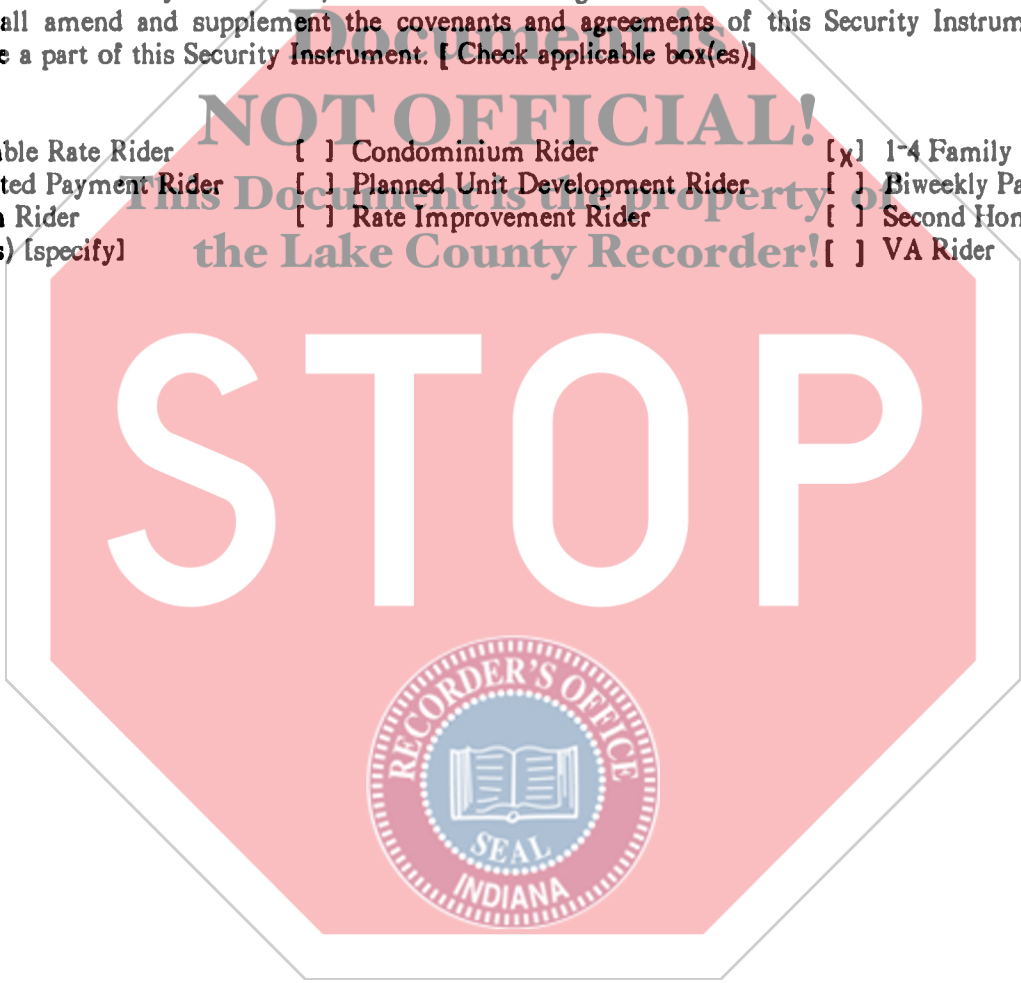 all amend and supplement the covenants and agreements of this Security Instrum
e a part of this Security Instrument. [ Check applicable box(es)]
Document is
NOT OFFICIAL!
This Document is the property of
the Lake County Recorder!
ble Rate Rider [ ] Condominium Rider [x] 1-4 Family
ted Payment Rider [ ] Planned Unit Development Rider [ ] Biweekly Pa
n Rider [ ] Rate Improvement Rider [ ] Second Hon
s) [specify] [ ] VA Rider
STOP
RECORDER'S OFFICE
SEAL
INDIANA